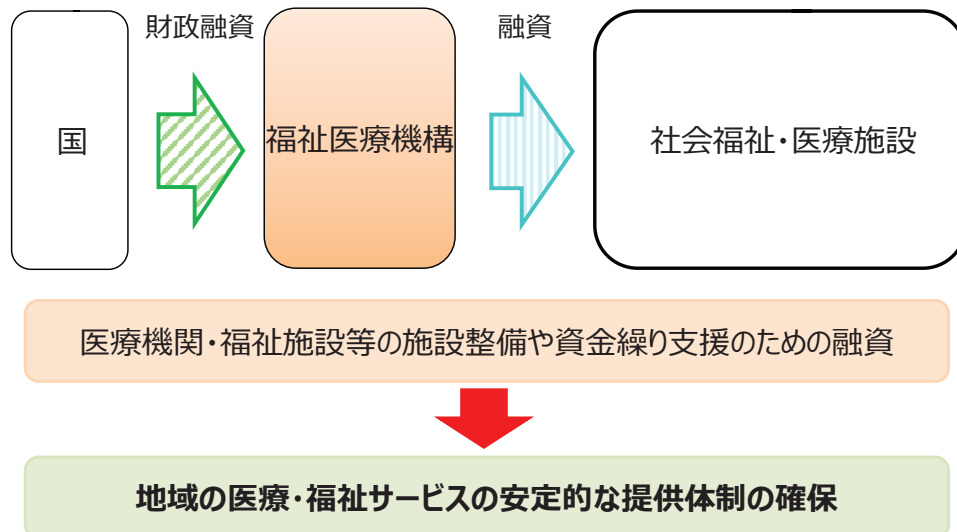 財政融資
融資
国
福祉医療機構
社会福祉・医療施設
医療機関・福祉施設等の施設整備や資金繰り支援のための融資
地域の医療・福祉サービスの安定的な提供体制の確保